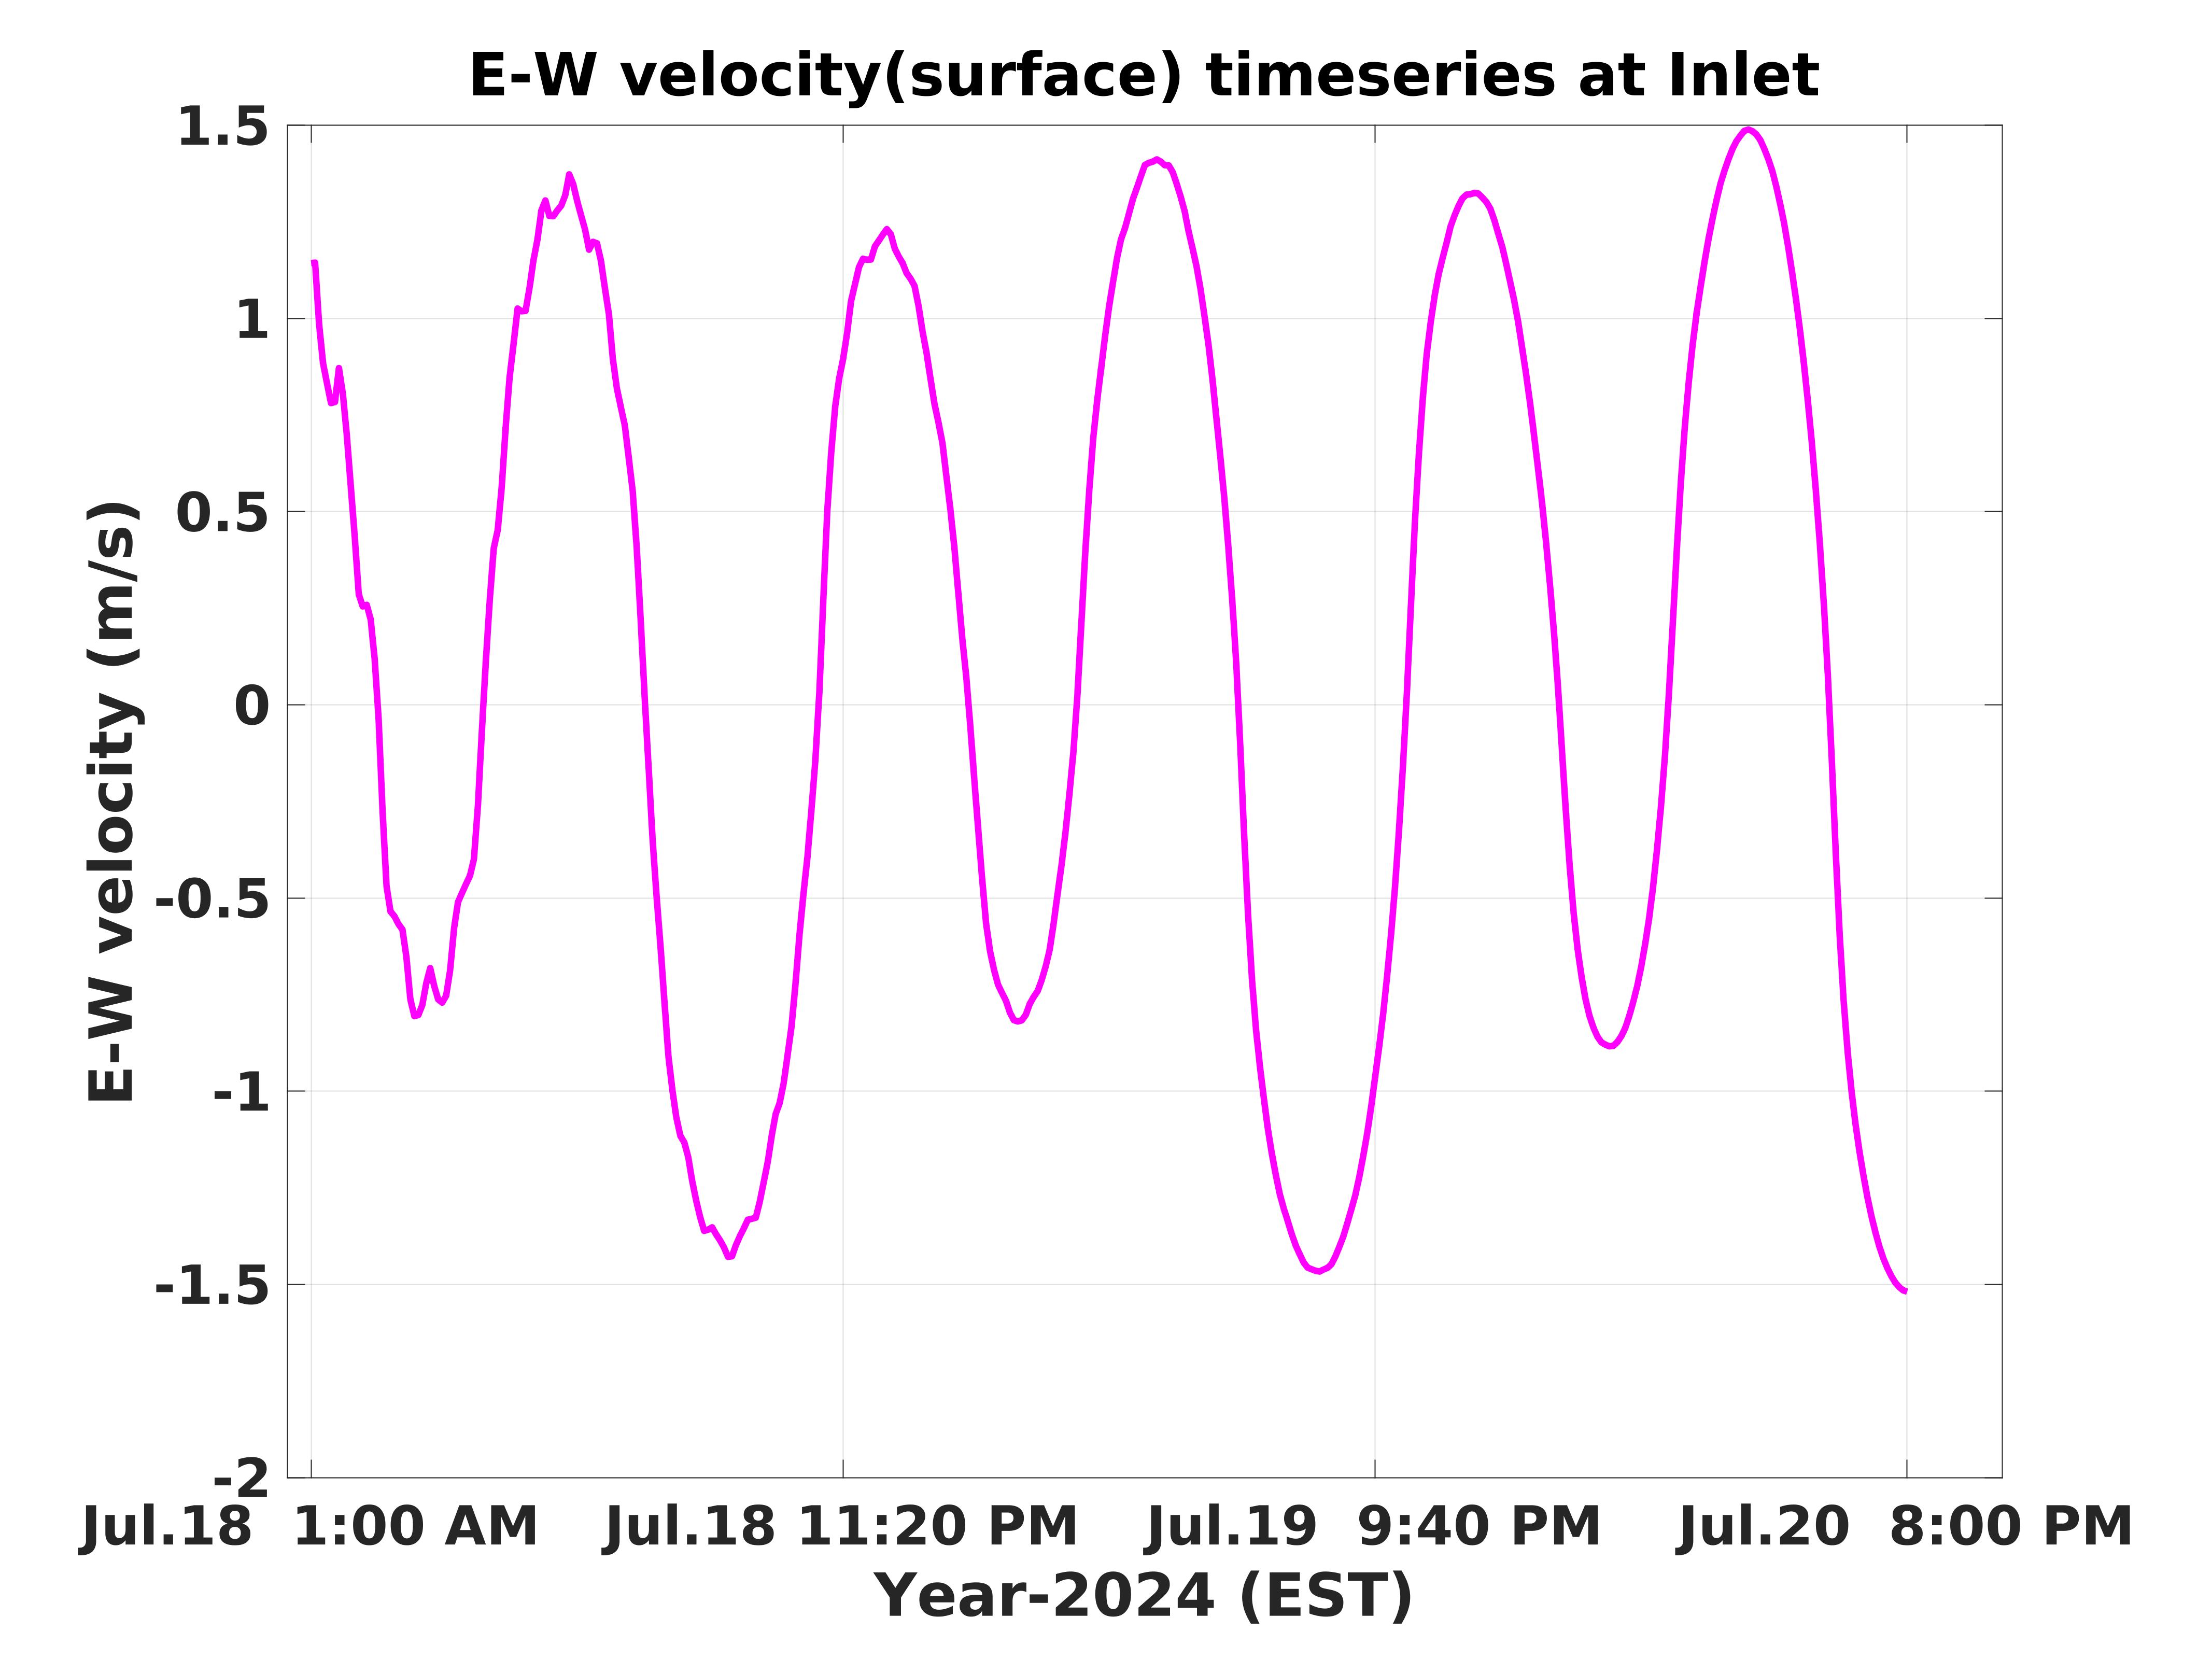 E-W velocity(surface) timeseries at Inlet
1.5
1
0.5
0
-0.5
-1
-1.5
-2
E-W velocity (m/s)
Jul.18 1:00 AM Jul.18 11:20 PM Jul.19 9:40 PM Jul.20 8:00 PM
Year-2024 (EST)